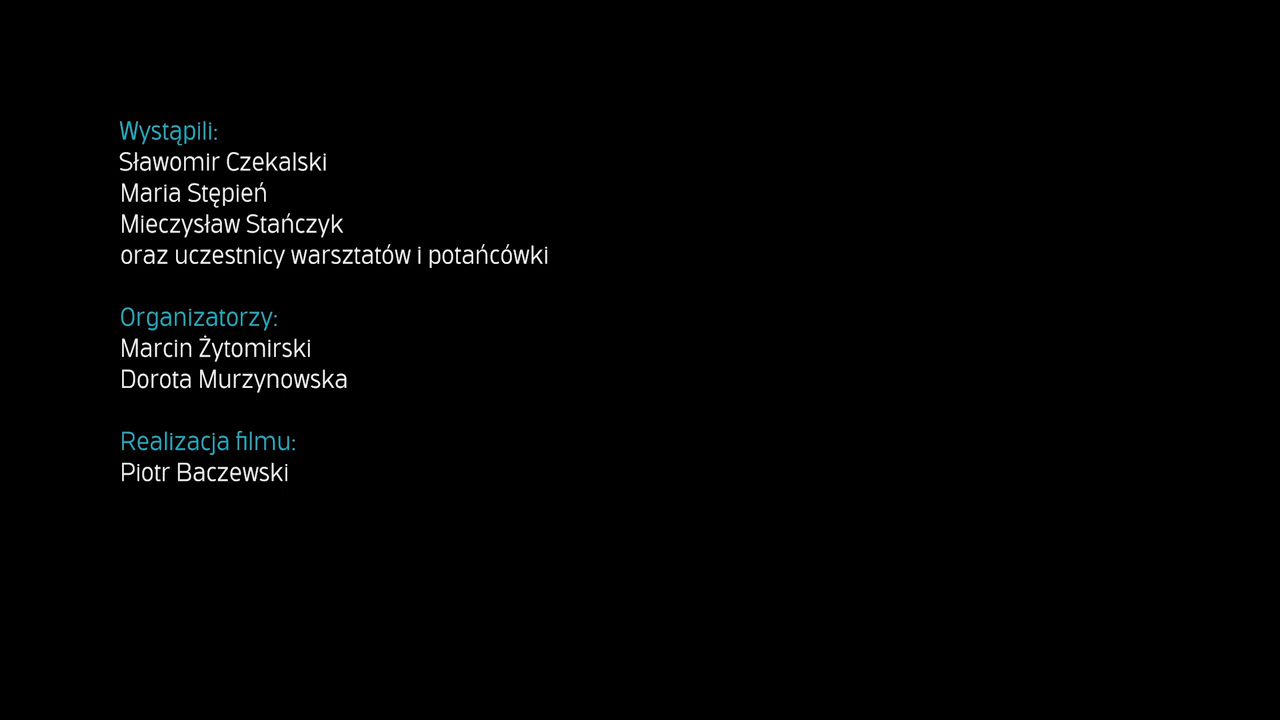 Wystąpili:
Sławomir Czekalski
Maria Stępień
Mieczysław Stańczyk
oraz uczestnicy warsztatów i potańcówki
Organizatorzy:
Marcin Żytomirski
Dorota Murzynowska
Realizacja filmu:
Piotr Baczewski